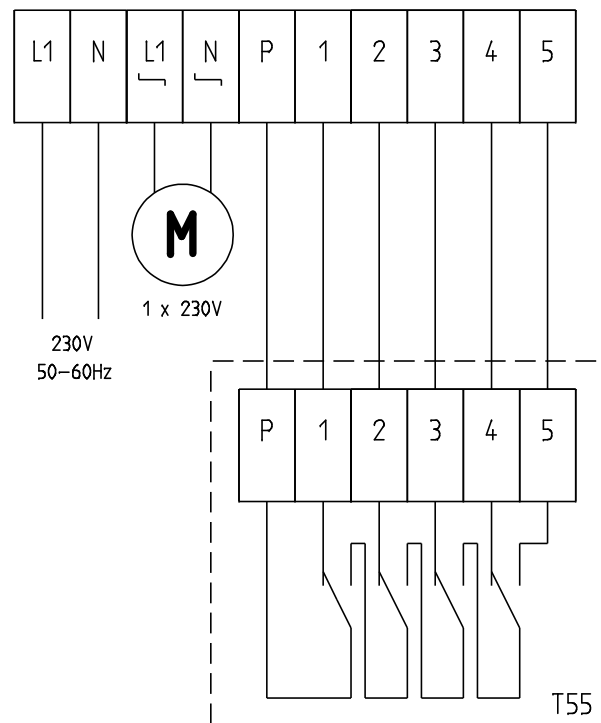 L1 N L1 N P 1 2 3 4 5
M
1 x 230V
230V
50-60Hz
P 1 2 3 4 5
T55